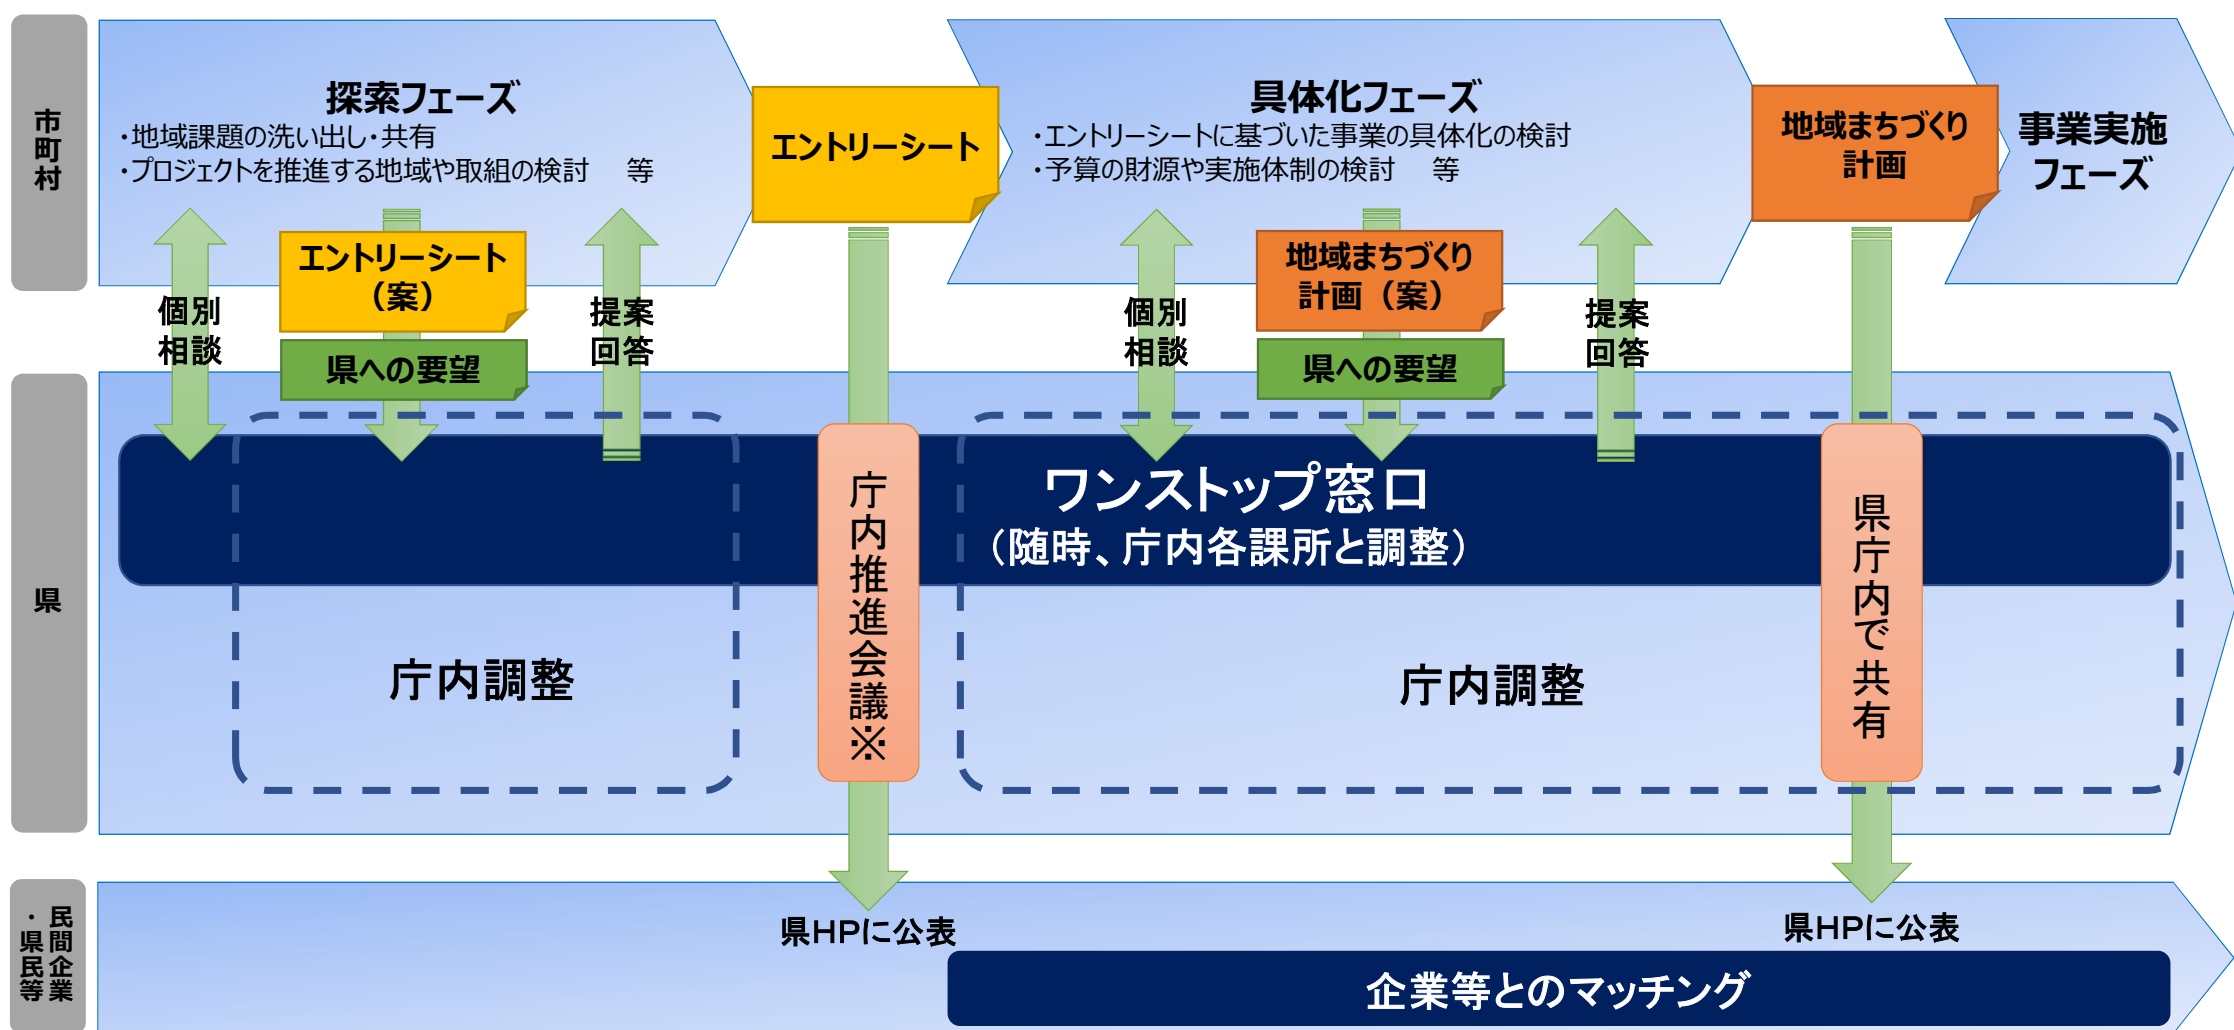 市町村
探索フェーズ
・地域課題の洗い出し・共有
・プロジェクトを推進する地域や取組の検討　等
エントリーシート
具体化フェーズ
・エントリーシートに基づいた事業の具体化の検討
・予算の財源や実施体制の検討　等
地域まちづくり
計画
事業実施
フェーズ
個別
相談
エントリーシート
（案）
県への要望
提案
回答
個別
相談
地域まちづくり
計画（案）
県への要望
提案
回答
県
ワンストップ窓口
（随時、庁内各課所と調整）
庁内調整
庁内推進会議※
庁内調整
県庁内で共有
民間企業
・県民等
県HPに公表
県HPに公表
企業等とのマッチング